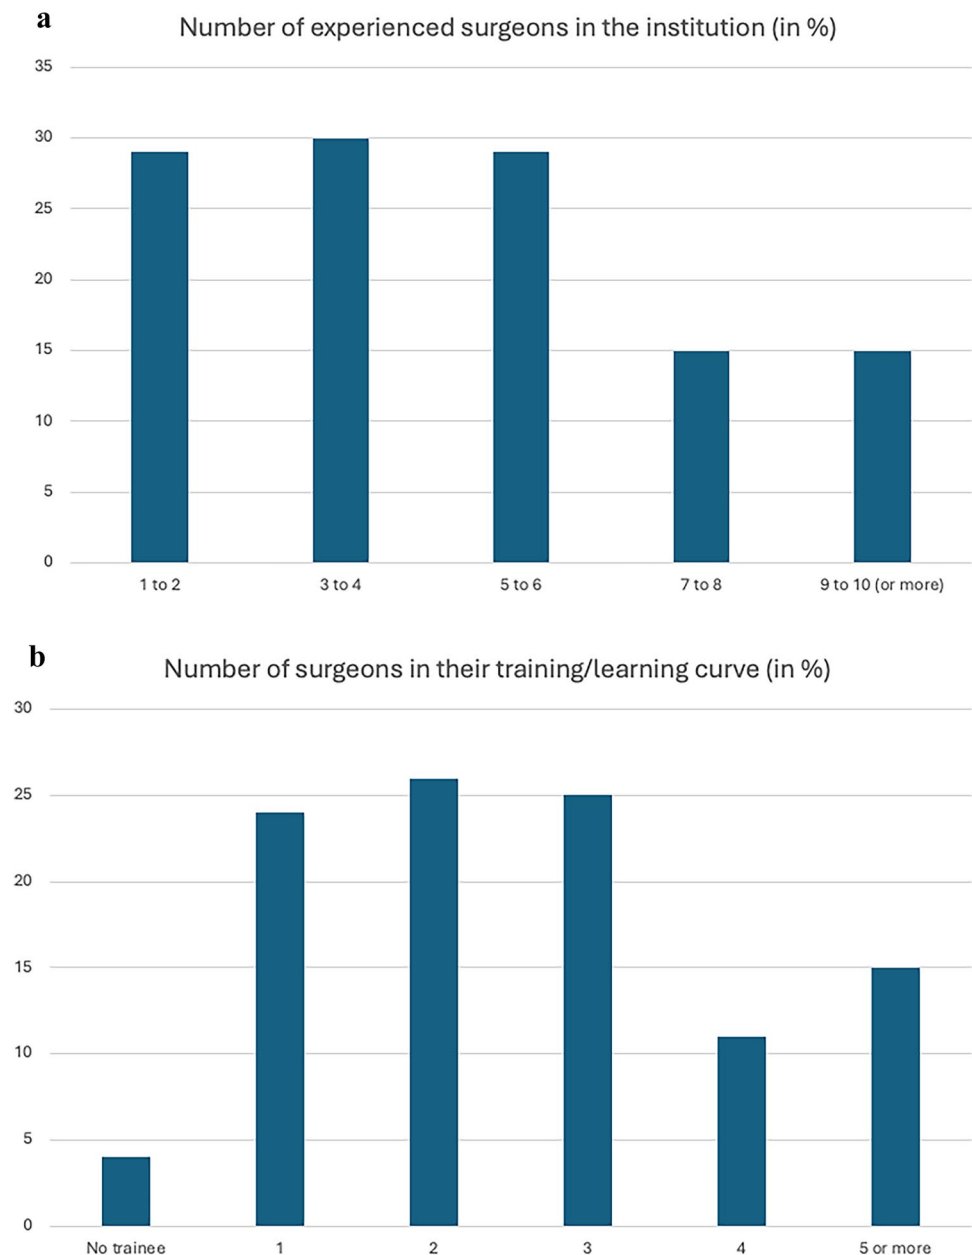 a
Number of experienced surgeons in the institution (in %)
35
30
25
20
15
10
5
0
1 to 2 3 to 4 5 to 6 7 to 8 9 to 10 (or more)
b
Number of surgeons in their training/learning curve (in %)
30
25
20
15
10
5
0
No trainee 1 2 3 4 5 or more